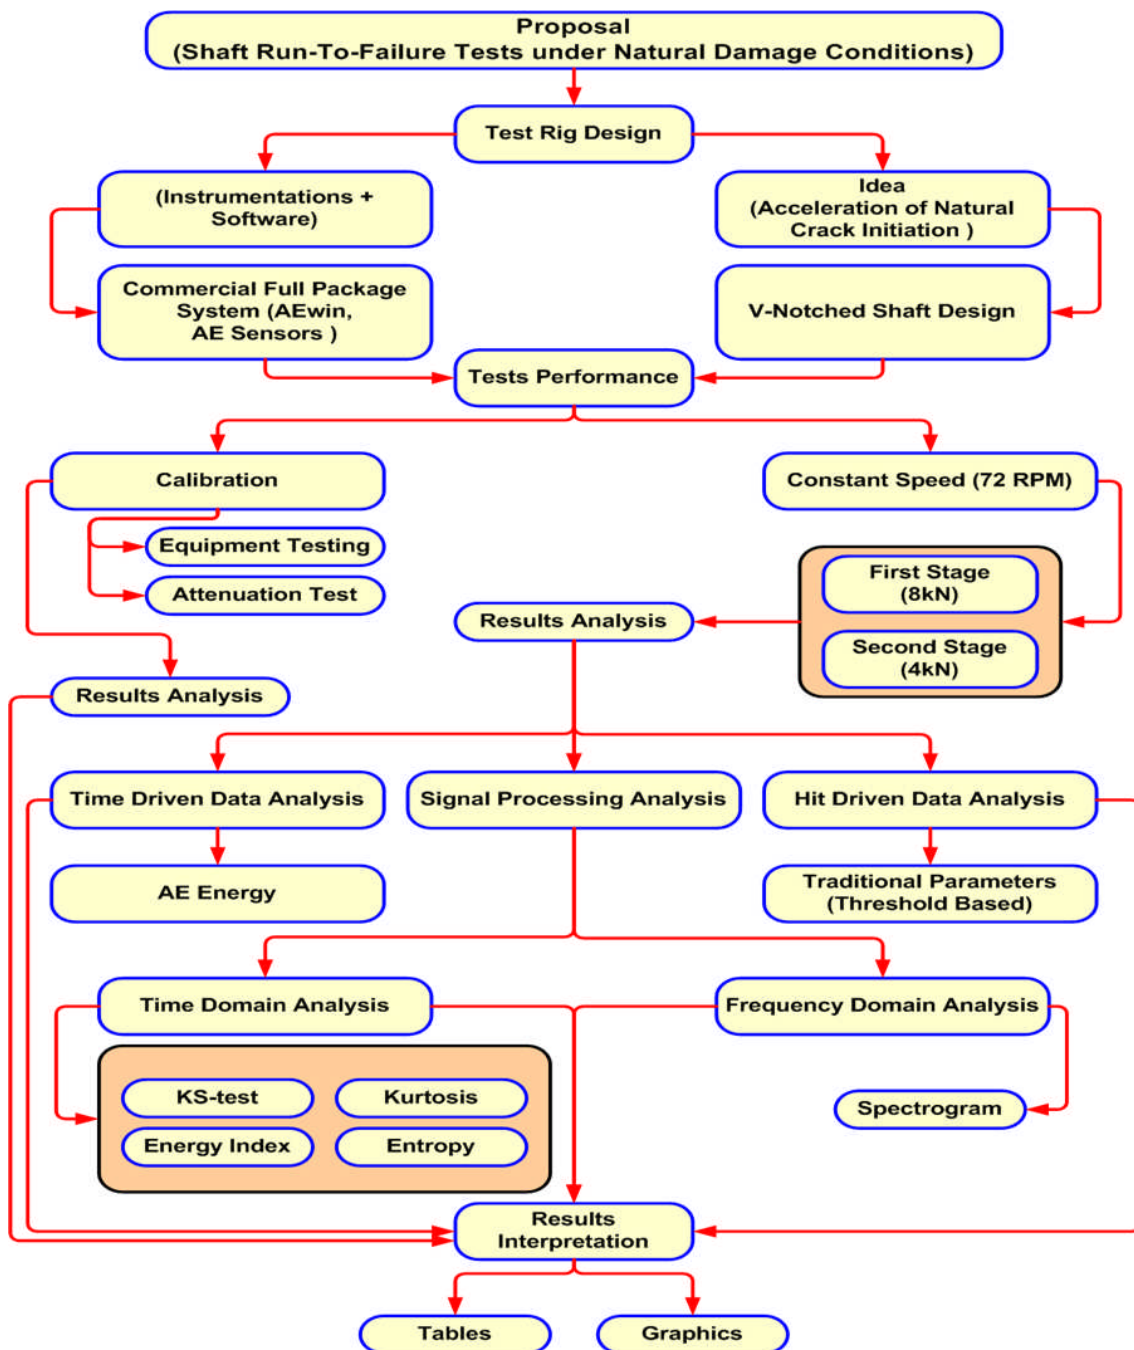 Proposal
(Shaft Run-To-Failure Tests under Natural Damage Conditions)
Test Rig Design
(Instrumentations +
Software)
Idea
(Acceleration of Natural
Crack Initiation )
Commercial Full Package
System (AEwin,
AE Sensors )
V-Notched Shaft Design
Tests Performance
Calibration
Constant Speed (72 RPM)
Equipment Testing
Attenuation Test
First Stage
(8kN)
Second Stage
(4kN)
Results Analysis
Results Analysis
Time Driven Data Analysis
Signal Processing Analysis
Hit Driven Data Analysis
AE Energy
Traditional Parameters
(Threshold Based)
Time Domain Analysis
Frequency Domain Analysis
KS-test
Kurtosis
Energy Index
Entropy
Spectrogram
Results
Interpretation
Tables
Graphics